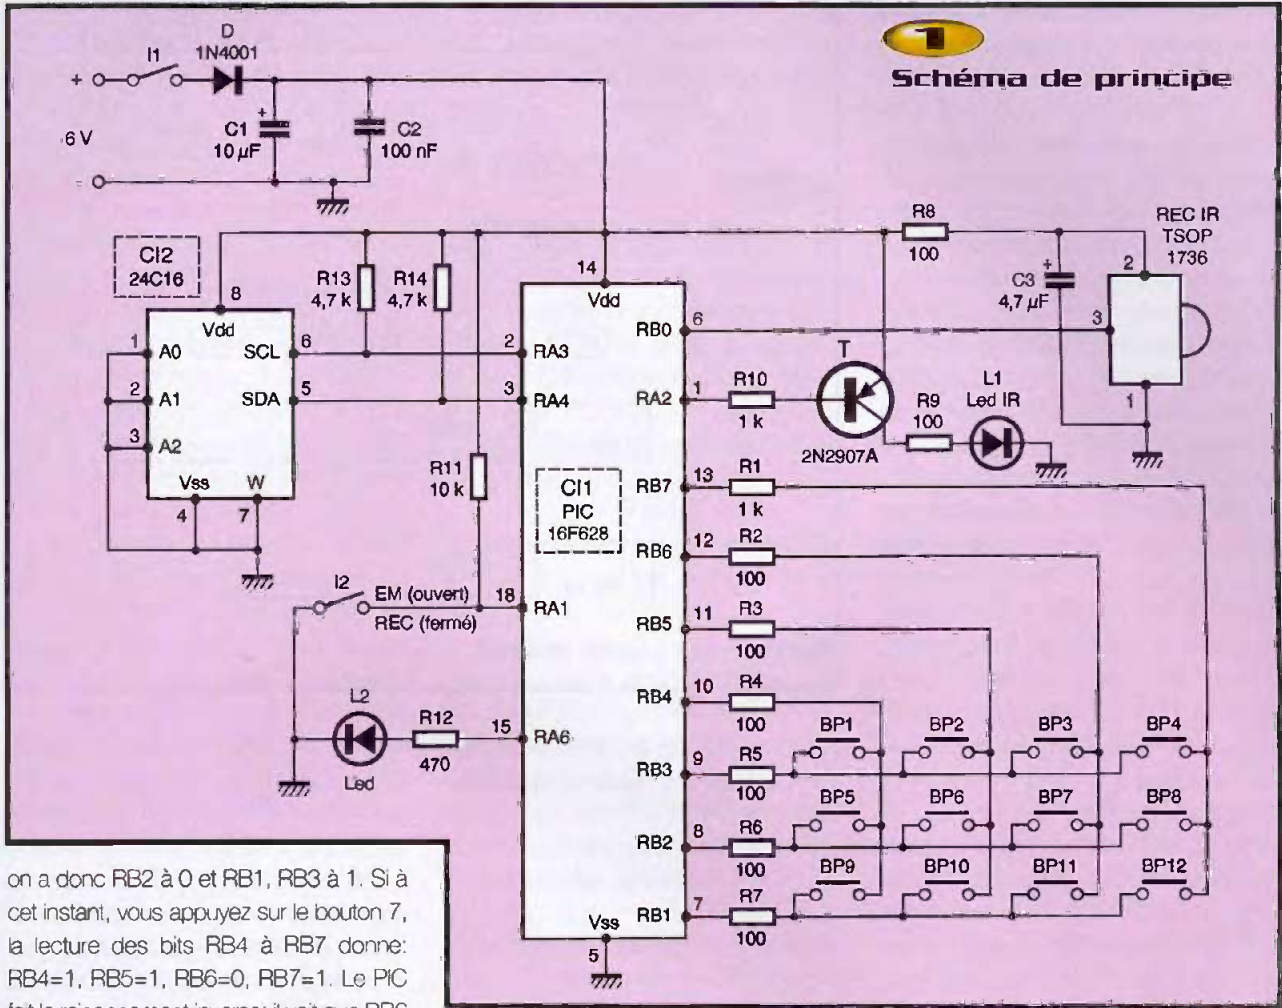 1
Schéma de principe
D
1N4001
I1
+
6 V
+
C1
10 µF
C2
100 nF
CI2
24C16
8
Vdd
1
A0
SCL
6
2
A1
SDA
5
3
A2
Vss
W
4
7
R13
4,7 k
R14
4,7 k
R11
10 k
I2
EM (ouvert)
REC (fermé)
L2
Led
R12
470
14
Vdd
2
RA3
3
RA4
CI1
PIC
16F628
18
RA1
15
RA6
Vss
5
RB0
6
RA2
1
RB7
13
RB6
12
RB5
11
RB4
10
RB3
9
RB2
8
RB1
7
R8
100
+
C3
4,7 µF
REC IR
TSOP
1736
2
3
1
R10
1 k
T
2N2907A
R9
100
L1
Led IR
R1
1 k
R2
100
R3
100
R4
100
R5
100
R6
100
R7
100
BP1
BP2
BP3
BP4
BP5
BP6
BP7
BP8
BP9
BP10
BP11
BP12
on a donc RB2 à 0 et RB1, RB3 à 1. Si à
cet instant, vous appuyez sur le bouton 7,
la lecture des bits RB4 à RB7 donne:
RB4=1, RB5=1, RB6=0, RB7=1. Le PIC